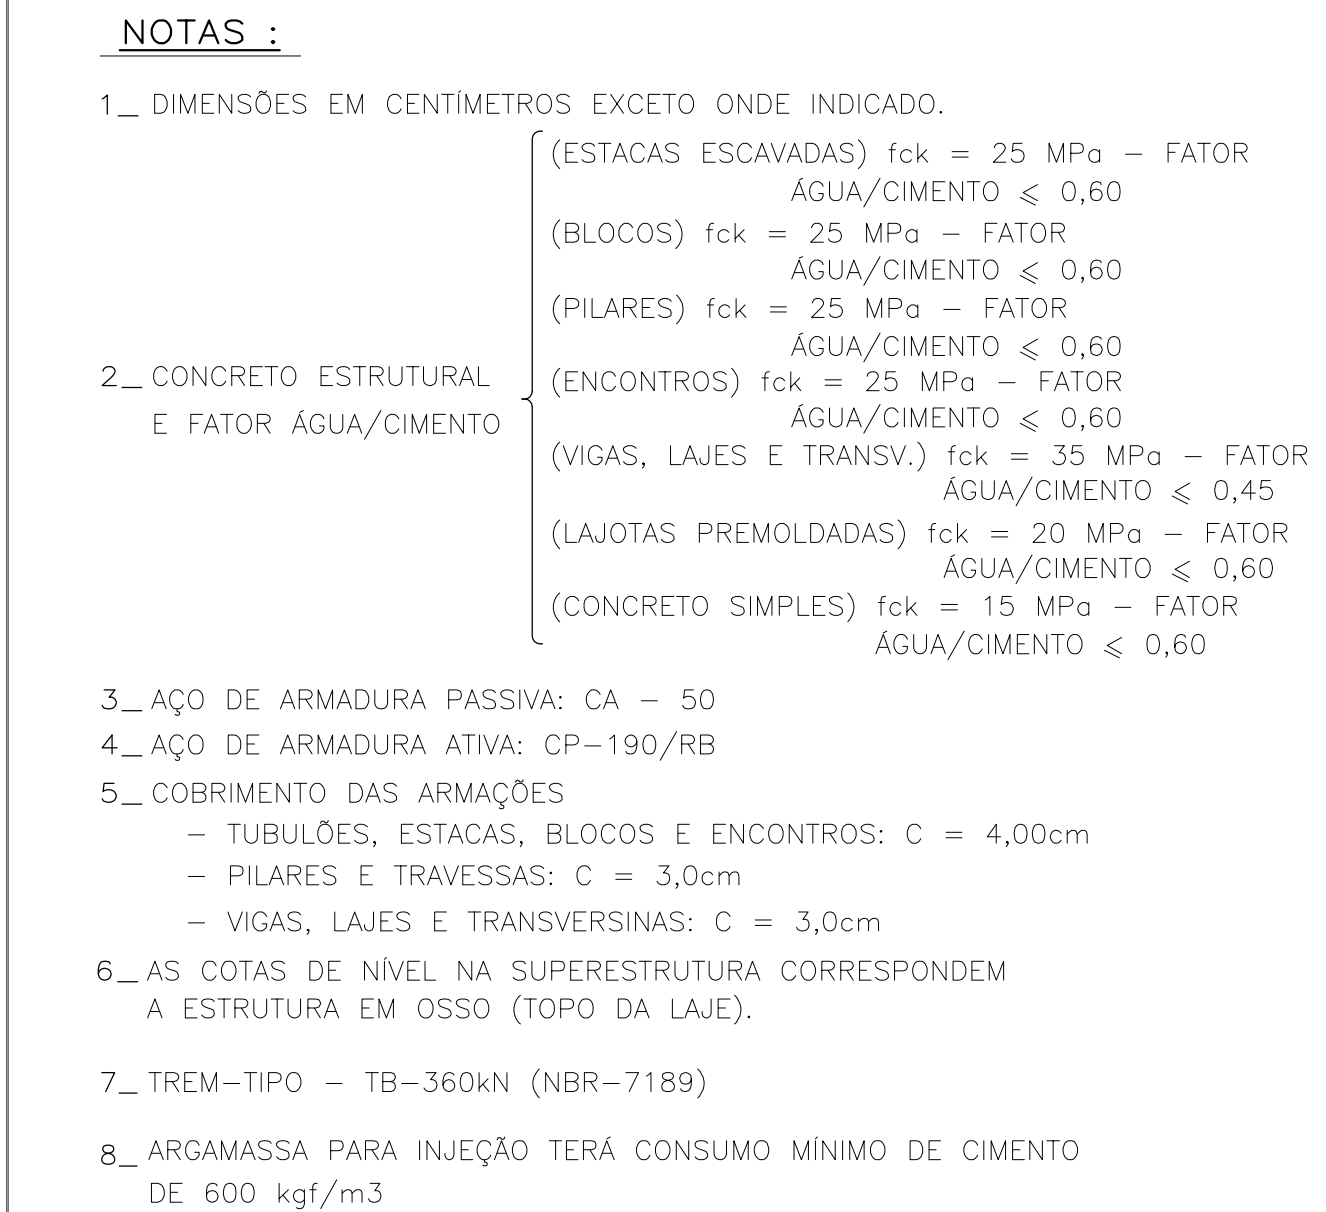 NOTAS :
1_ DIMENSÕES EM CENTÍMETROS EXCETO ONDE INDICADO.
2_ CONCRETO ESTRUTURAL
E FATOR ÁGUA/CIMENTO
(ESTACAS ESCAVADAS) fck = 25 MPa – FATOR
ÁGUA/CIMENTO ⩽ 0,60
(BLOCOS) fck = 25 MPa – FATOR
ÁGUA/CIMENTO ⩽ 0,60
(PILARES) fck = 25 MPa – FATOR
ÁGUA/CIMENTO ⩽ 0,60
(ENCONTROS) fck = 25 MPa – FATOR
ÁGUA/CIMENTO ⩽ 0,60
(VIGAS, LAJES E TRANSV.) fck = 35 MPa – FATOR
ÁGUA/CIMENTO ⩽ 0,45
(LAJOTAS PREMOLDADAS) fck = 20 MPa – FATOR
ÁGUA/CIMENTO ⩽ 0,60
(CONCRETO SIMPLES) fck = 15 MPa – FATOR
ÁGUA/CIMENTO ⩽ 0,60
3_ AÇO DE ARMADURA PASSIVA: CA – 50
4_ AÇO DE ARMADURA ATIVA: CP–190/RB
5_ COBRIMENTO DAS ARMAÇÕES
– TUBULÕES, ESTACAS, BLOCOS E ENCONTROS: C = 4,00cm
– PILARES E TRAVESSAS: C = 3,0cm
– VIGAS, LAJES E TRANSVERSINAS: C = 3,0cm
6_ AS COTAS DE NÍVEL NA SUPERESTRUTURA CORRESPONDEM
A ESTRUTURA EM OSSO (TOPO DA LAJE).
7_ TREM–TIPO – TB–360kN (NBR–7189)
8_ ARGAMASSA PARA INJEÇÃO TERÁ CONSUMO MÍNIMO DE CIMENTO
DE 600 kgf/m3